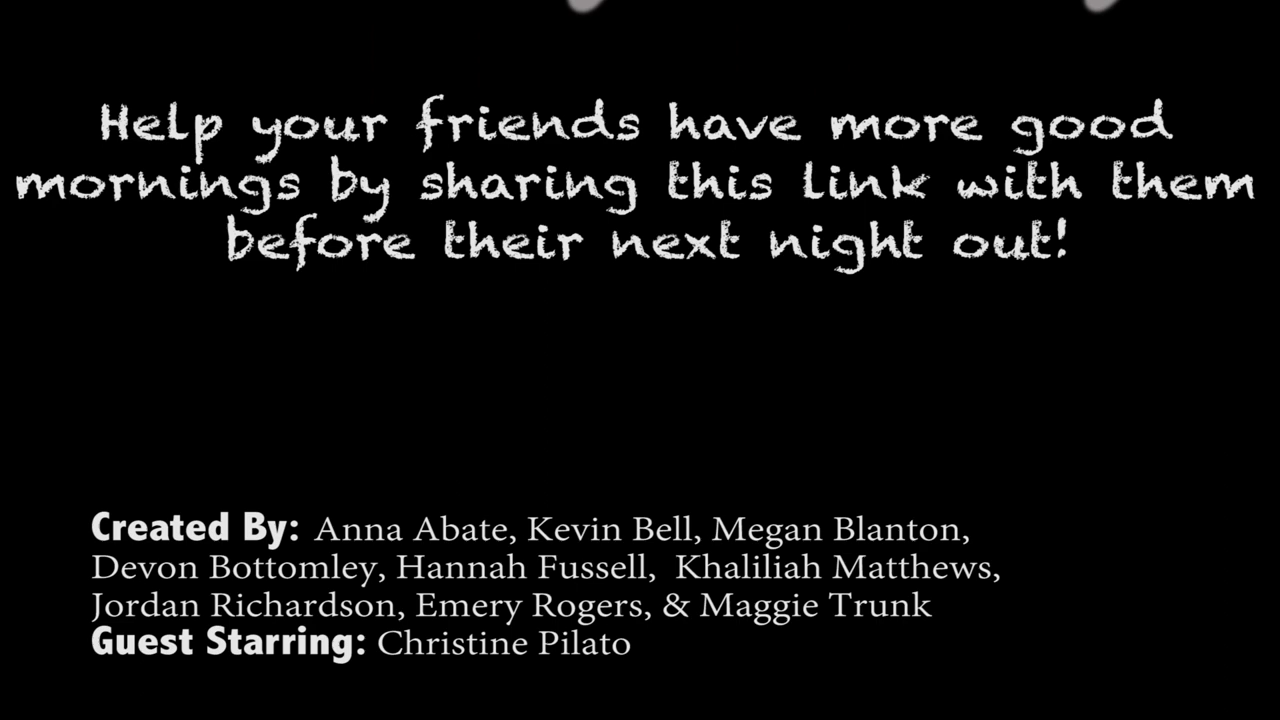 Help your friends have more good
mornings by sharing this link with them
before their next night out!
Created By: Anna Abate, Kevin Bell, Megan Blanton,
Devon Bottomley, Hannah Fussell, Khaliliah Matthews,
Jordan Richardson, Emery Rogers, & Maggie Trunk
Guest Starring: Christine Pilato